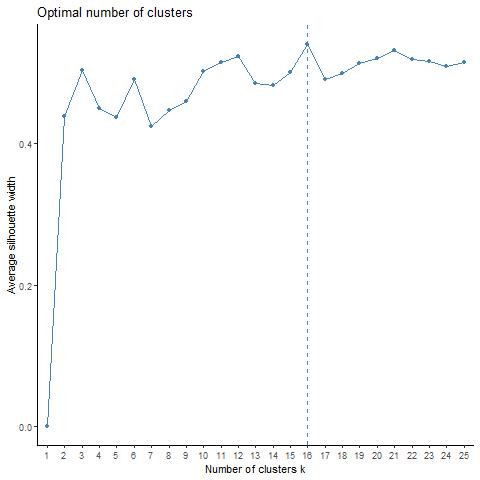 Optimal number of clusters
Average silhouette width
0.4
0.2
0.0
1 2 3 4 5 6 7 8 9 10 11 12 13 14 15 16 17 18 19 20 21 22 23 24 25
Number of clusters k